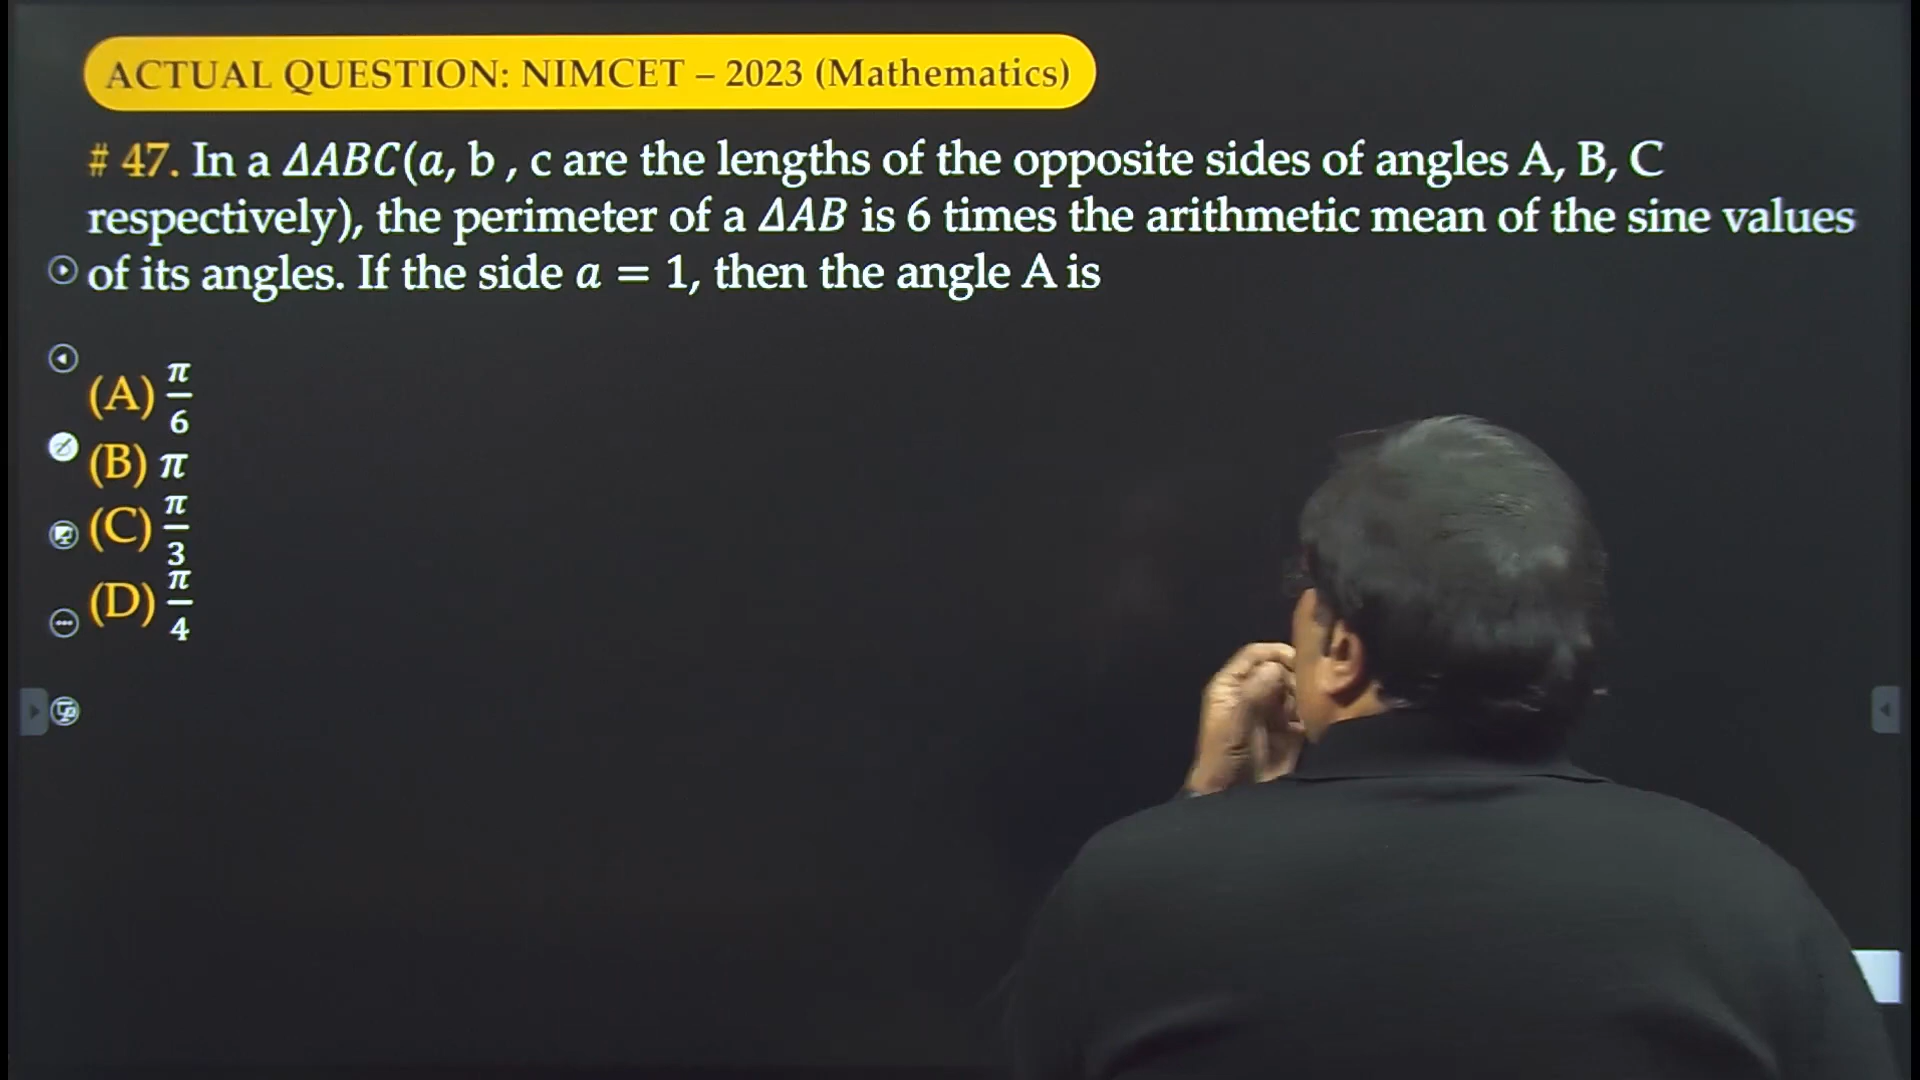 ACTUAL QUESTION: NIMCET – 2023 (Mathematics)
# 47. In a ΔABC(a, b , c are the lengths of the opposite sides of angles A, B, C
respectively), the perimeter of a ΔAB is 6 times the arithmetic mean of the sine values
of its angles. If the side a = 1, then the angle A is
(A) π/6
(B) π
(C) π/3
(D) π/4